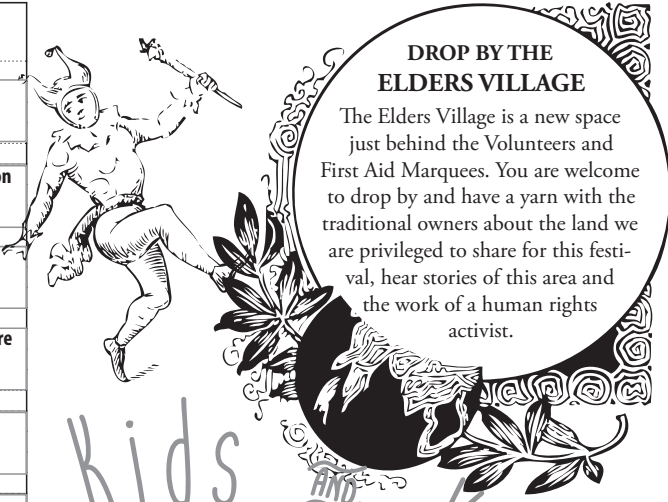 DROP BY THE
ELDERS VILLAGE
The Elders Village is a new space
just behind the Volunteers and
First Aid Marquees. You are welcome
to drop by and have a yarn with the
traditional owners about the land we
are privileged to share for this festi-
val, hear stories of this area and
the work of a human rights
activist.
on
re
Kids AND